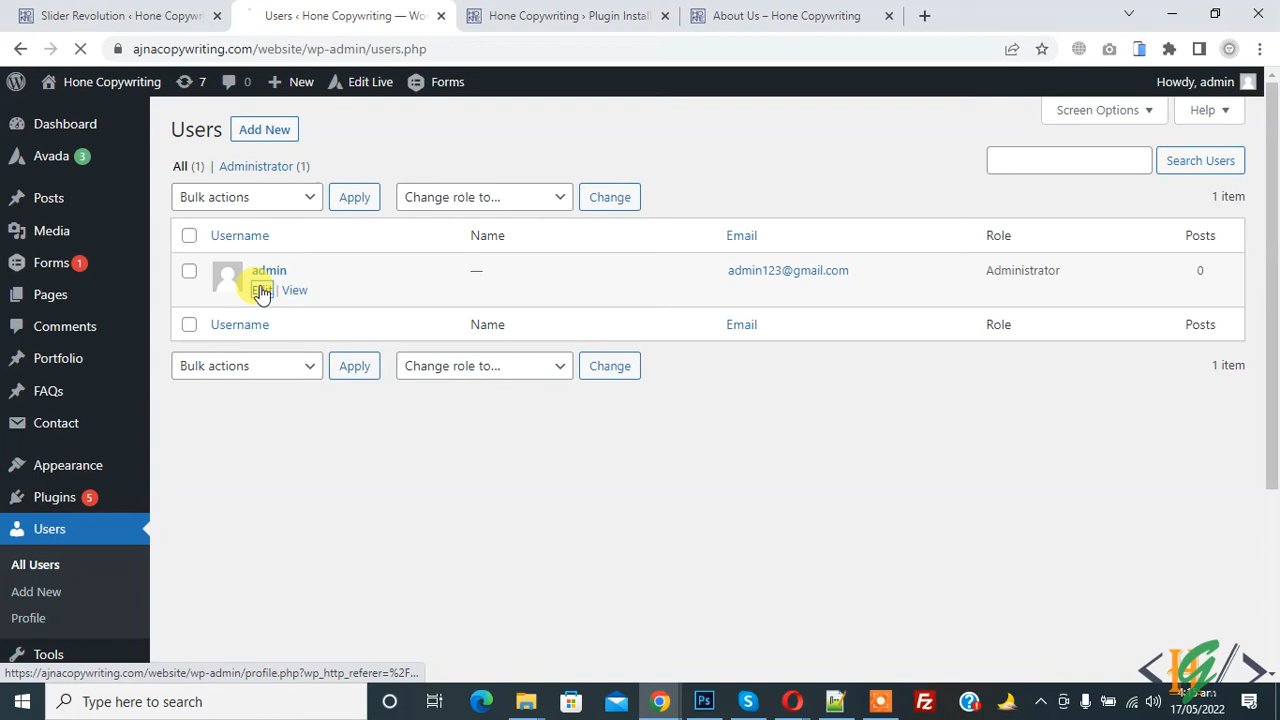 Slider Revolution ‹ Hone Copywri
Users ‹ Hone Copywriting — Wo
Hone Copywriting › Plugin Install
About Us – Hone Copywriting
ajnacopywriting.com/website/wp-admin/users.php
Hone Copywriting
7
0
New
Edit Live
Forms
Howdy, admin
Screen Options
Help
Dashboard
Avada 3
Posts
Media
Forms 1
Pages
Comments
Portfolio
FAQs
Contact
Appearance
Plugins 5
Users
All Users
Add New
Profile
Tools
Users
Add New
All (1) | Administrator (1)
Search Users
Bulk actions
Apply
Change role to...
Change
1 item
Username Name Email Role Posts
admin — admin123@gmail.com Administrator 0
Edit | View
Username Name Email Role Posts
Bulk actions
Apply
Change role to...
Change
1 item
https://ajnacopywriting.com/website/wp-admin/profile.php?wp_http_referer=%2F...
Type here to search
17/05/2022